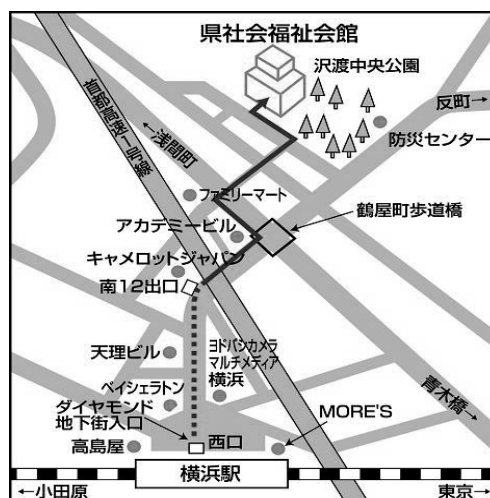 県社会福祉会館
沢渡中央公園
反町
防災センター
首都高速1号線
←浅間町
ファミリーマート
鶴屋町歩道橋
アカデミービル
キャメロットジャパン
南12出口
天理ビル
ヨドバシカメラ
マルチメディア
横浜
ベイシェラトン
ダイヤモンド
地下街入口
青木橋
MORE'S
高島屋
西口
横浜駅
←小田原
東京→